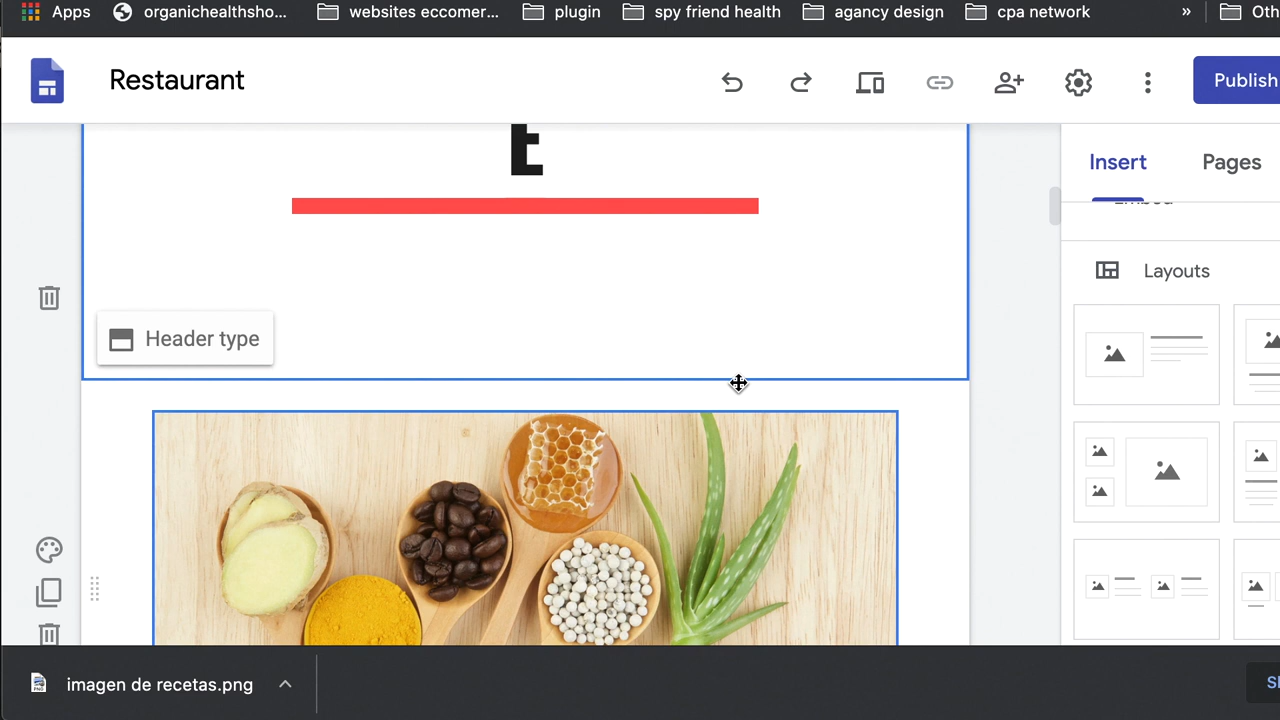 Apps organichealthsho... websites eccomer... plugin spy friend health agancy design cpa network » Oth
Restaurant
Publish
E
Insert Pages
Embed
Layouts
Header type
imagen de recetas.png